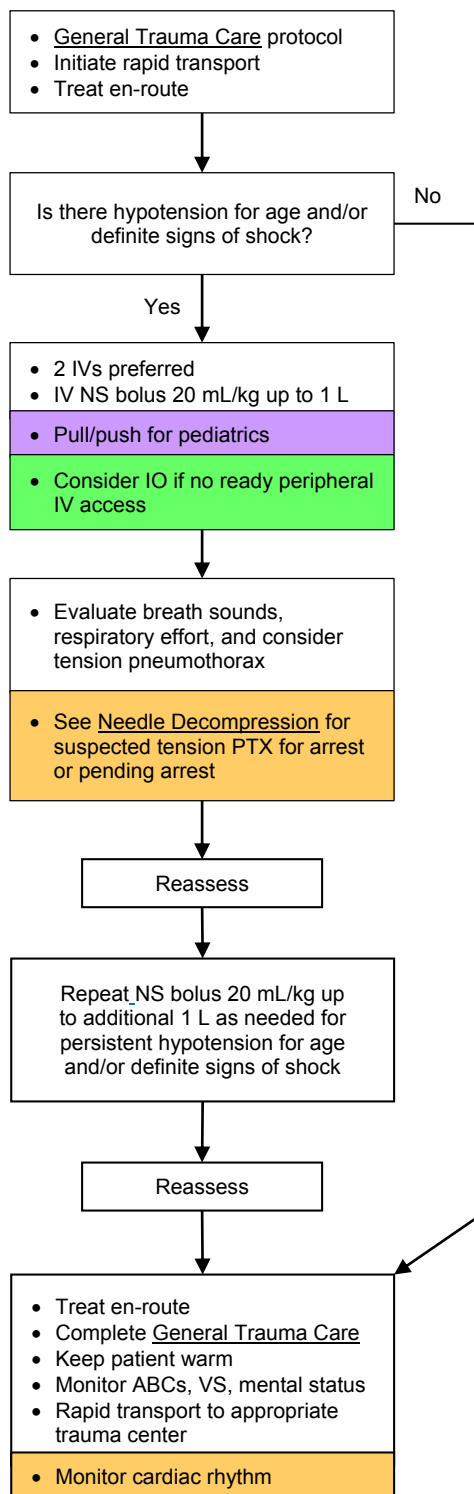 • General Trauma Care protocol
• Initiate rapid transport
• Treat en-route
Is there hypotension for age and/or
definite signs of shock?
No
Yes
• 2 IVs preferred
• IV NS bolus 20 mL/kg up to 1 L
• Pull/push for pediatrics
• Consider IO if no ready peripheral
IV access
• Evaluate breath sounds,
respiratory effort, and consider
tension pneumothorax
• See Needle Decompression for
suspected tension PTX for arrest
or pending arrest
Reassess
Repeat NS bolus 20 mL/kg up
to additional 1 L as needed for
persistent hypotension for age
and/or definite signs of shock
Reassess
• Treat en-route
• Complete General Trauma Care
• Keep patient warm
• Monitor ABCs, VS, mental status
• Rapid transport to appropriate
trauma center
• Monitor cardiac rhythm